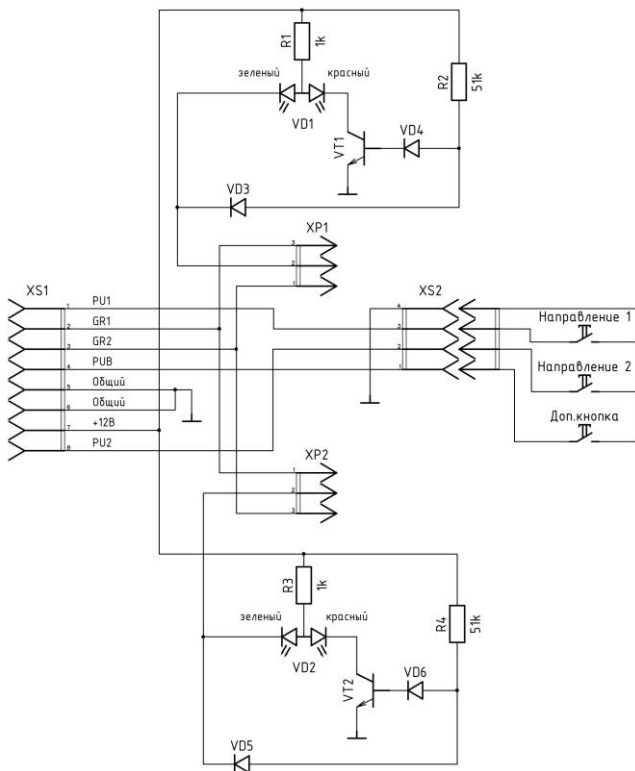 R1
1k
зеленый
красный
R2
51k
VD1
VD4
VT1
VD3
XP1
3
2
1
XS1
1
PU1
2
GR1
3
GR2
4
PUB
5
Общий
6
Общий
7
+12В
8
PU2
XS2
4
3
2
1
Направление 1
Направление 2
Доп.кнопка
XP2
1
2
3
R3
1k
зеленый
красный
R4
51k
VD2
VD6
VT2
VD5